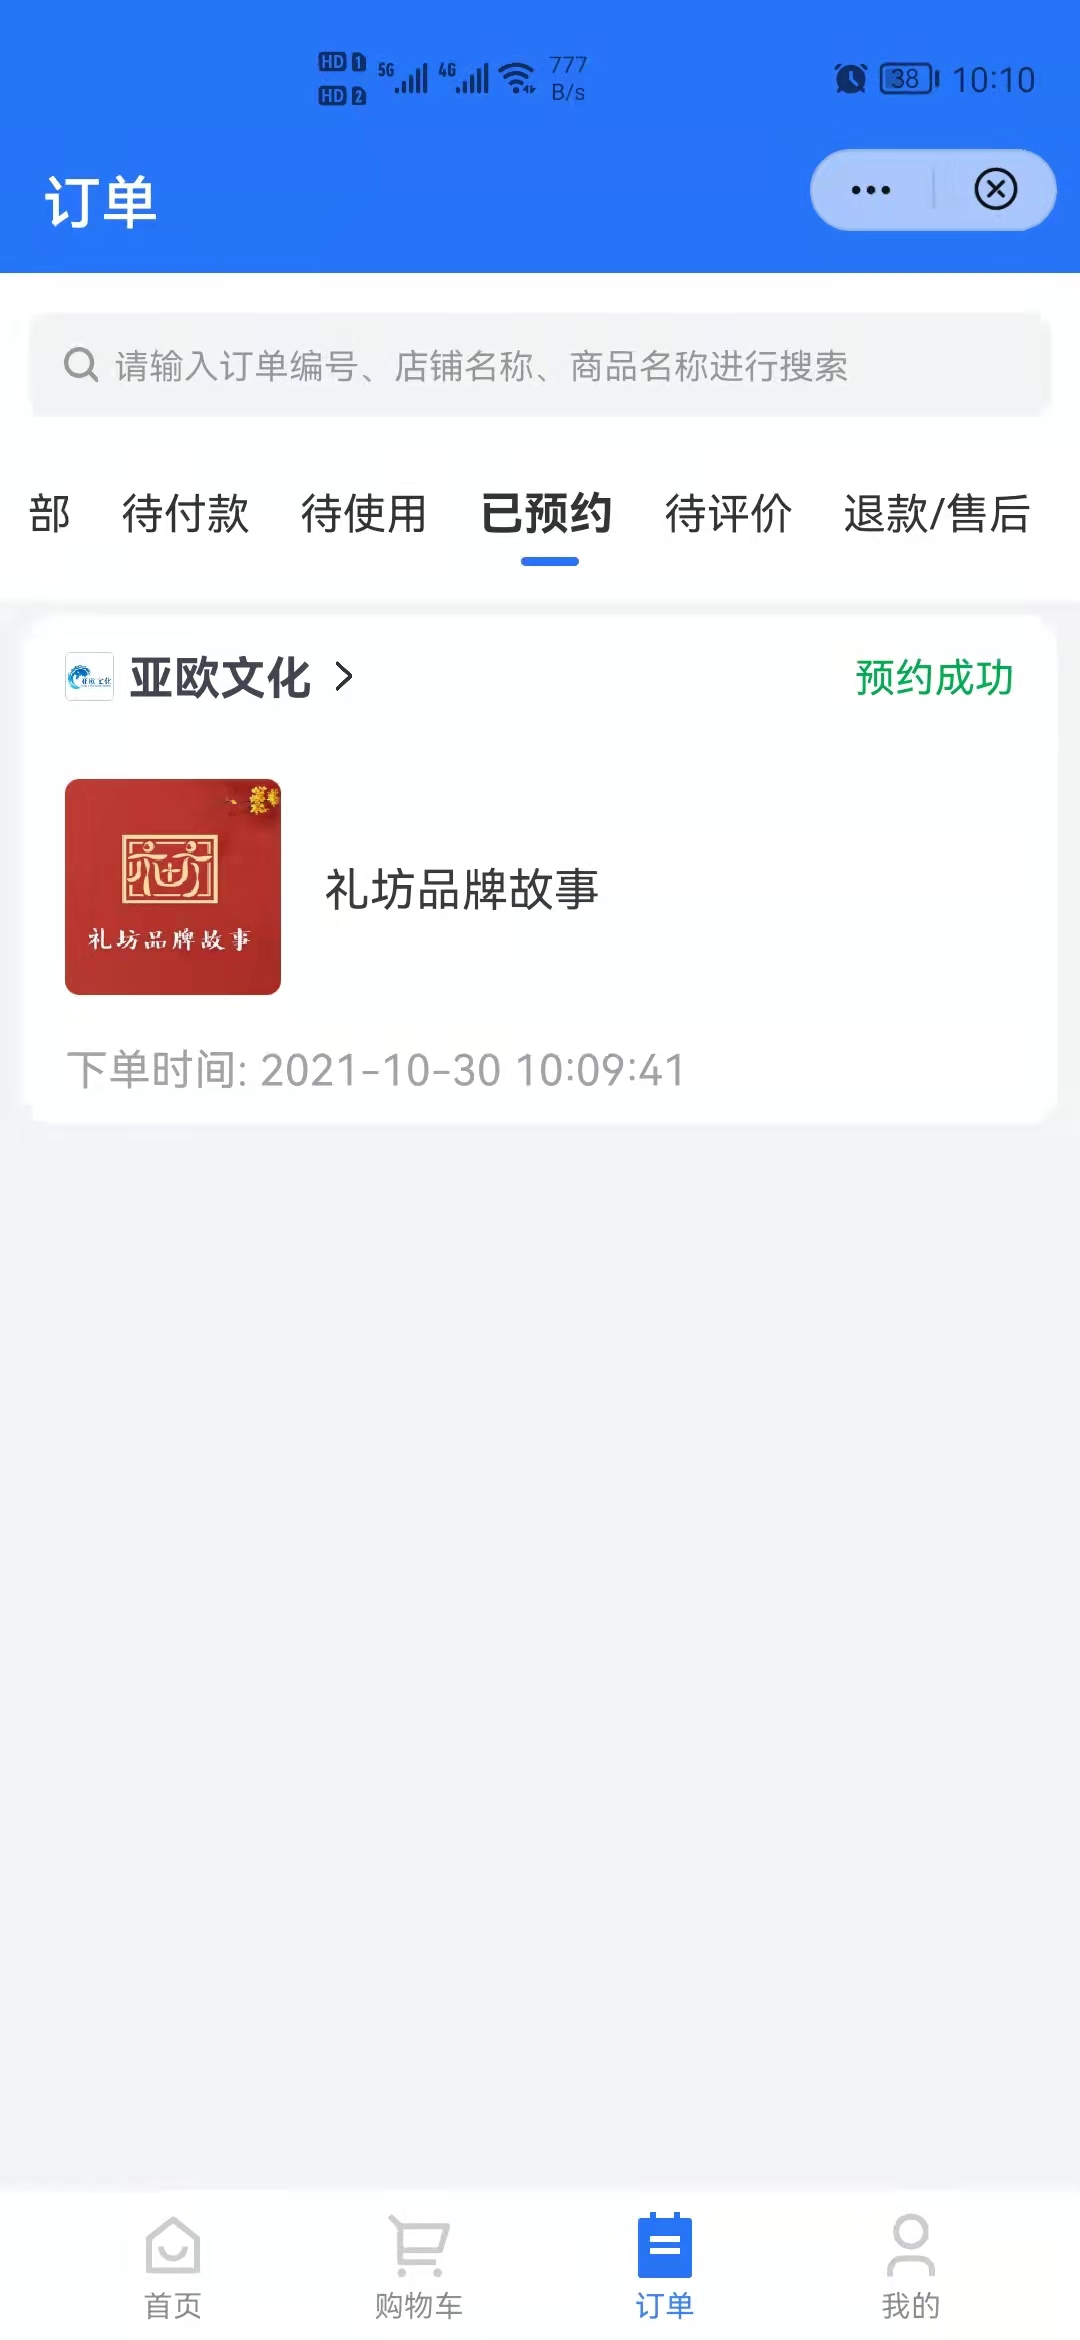 HD 1 5G 4G 777
HD 2 B/s
38 10:10
订单
请输入订单编号、店铺名称、商品名称进行搜索
部 待付款 待使用 已预约 待评价 退款/售后
亚欧文化
亚欧文化 >
预约成功
礼坊品牌故事
礼坊品牌故事
下单时间: 2021-10-30 10:09:41
首页 购物车 订单 我的